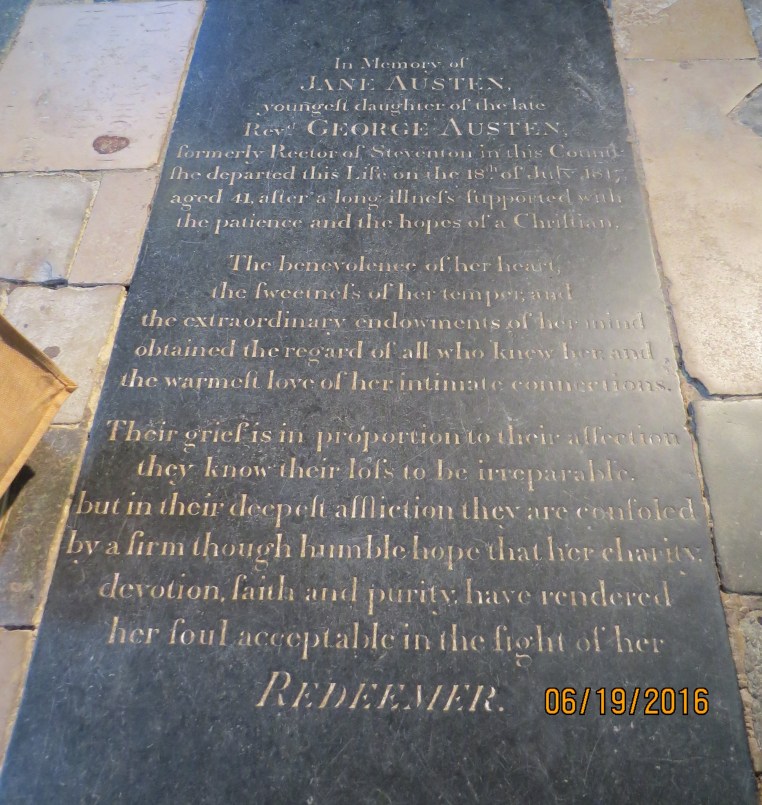 In Memory of
JANE AUSTEN,
youngeſt daughter of the late
Revd GEORGE AUSTEN,
formerly Rector of Steventon in this County
ſhe departed this Life on the 18th of July 1817,
aged 41, after a long illneſs ſupported with
the patience and the hopes of a Chriſtian.
The benevolence of her heart,
the ſweetneſs of her temper, and
the extraordinary endowments of her mind
obtained the regard of all who knew her, and
the warmeſt love of her intimate connections.
Their grief is in proportion to their affection
they know their loſs to be irreparable,
but in their deepeſt affliction they are conſoled
by a firm though humble hope that her charity,
devotion, faith and purity, have rendered
her ſoul acceptable in the ſight of her
REDEEMER.
06/19/2016